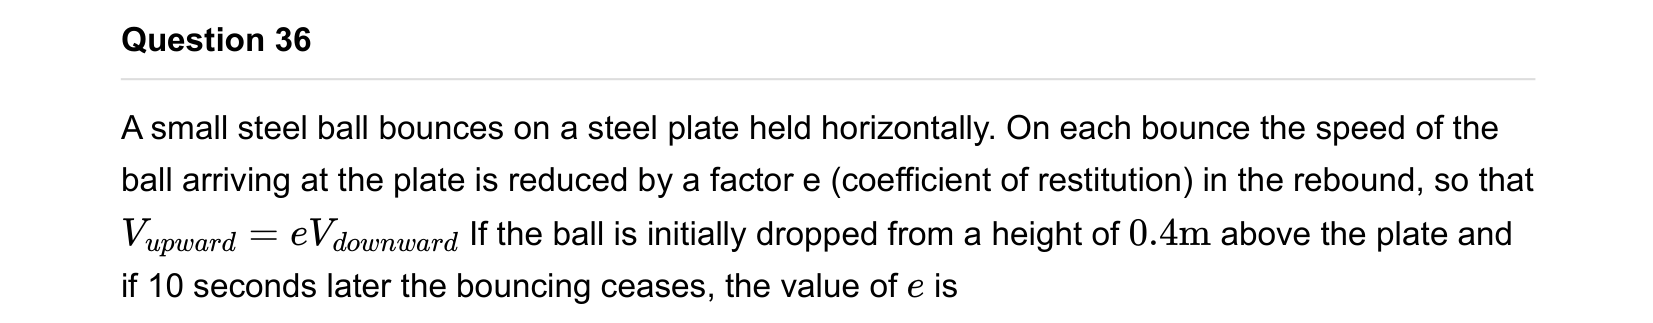 Question 36
A small steel ball bounces on a steel plate held horizontally. On each bounce the speed of the
ball arriving at the plate is reduced by a factor e (coefficient of restitution) in the rebound, so that
V_{upward} = eV_{downward} If the ball is initially dropped from a height of 0.4m above the plate and
if 10 seconds later the bouncing ceases, the value of e is